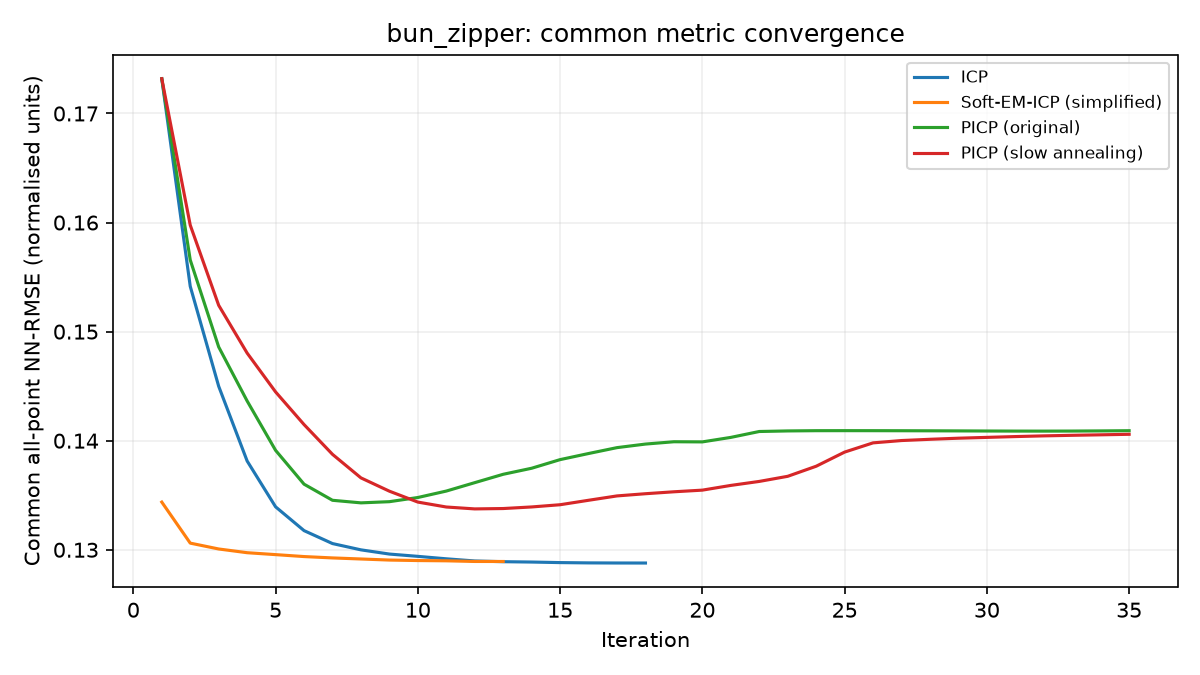 bun_zipper: common metric convergence
Common all-point NN-RMSE (normalised units)
0.17
0.16
0.15
0.14
0.13
ICP
Soft-EM-ICP (simplified)
PICP (original)
PICP (slow annealing)
0 5 10 15 20 25 30 35
Iteration